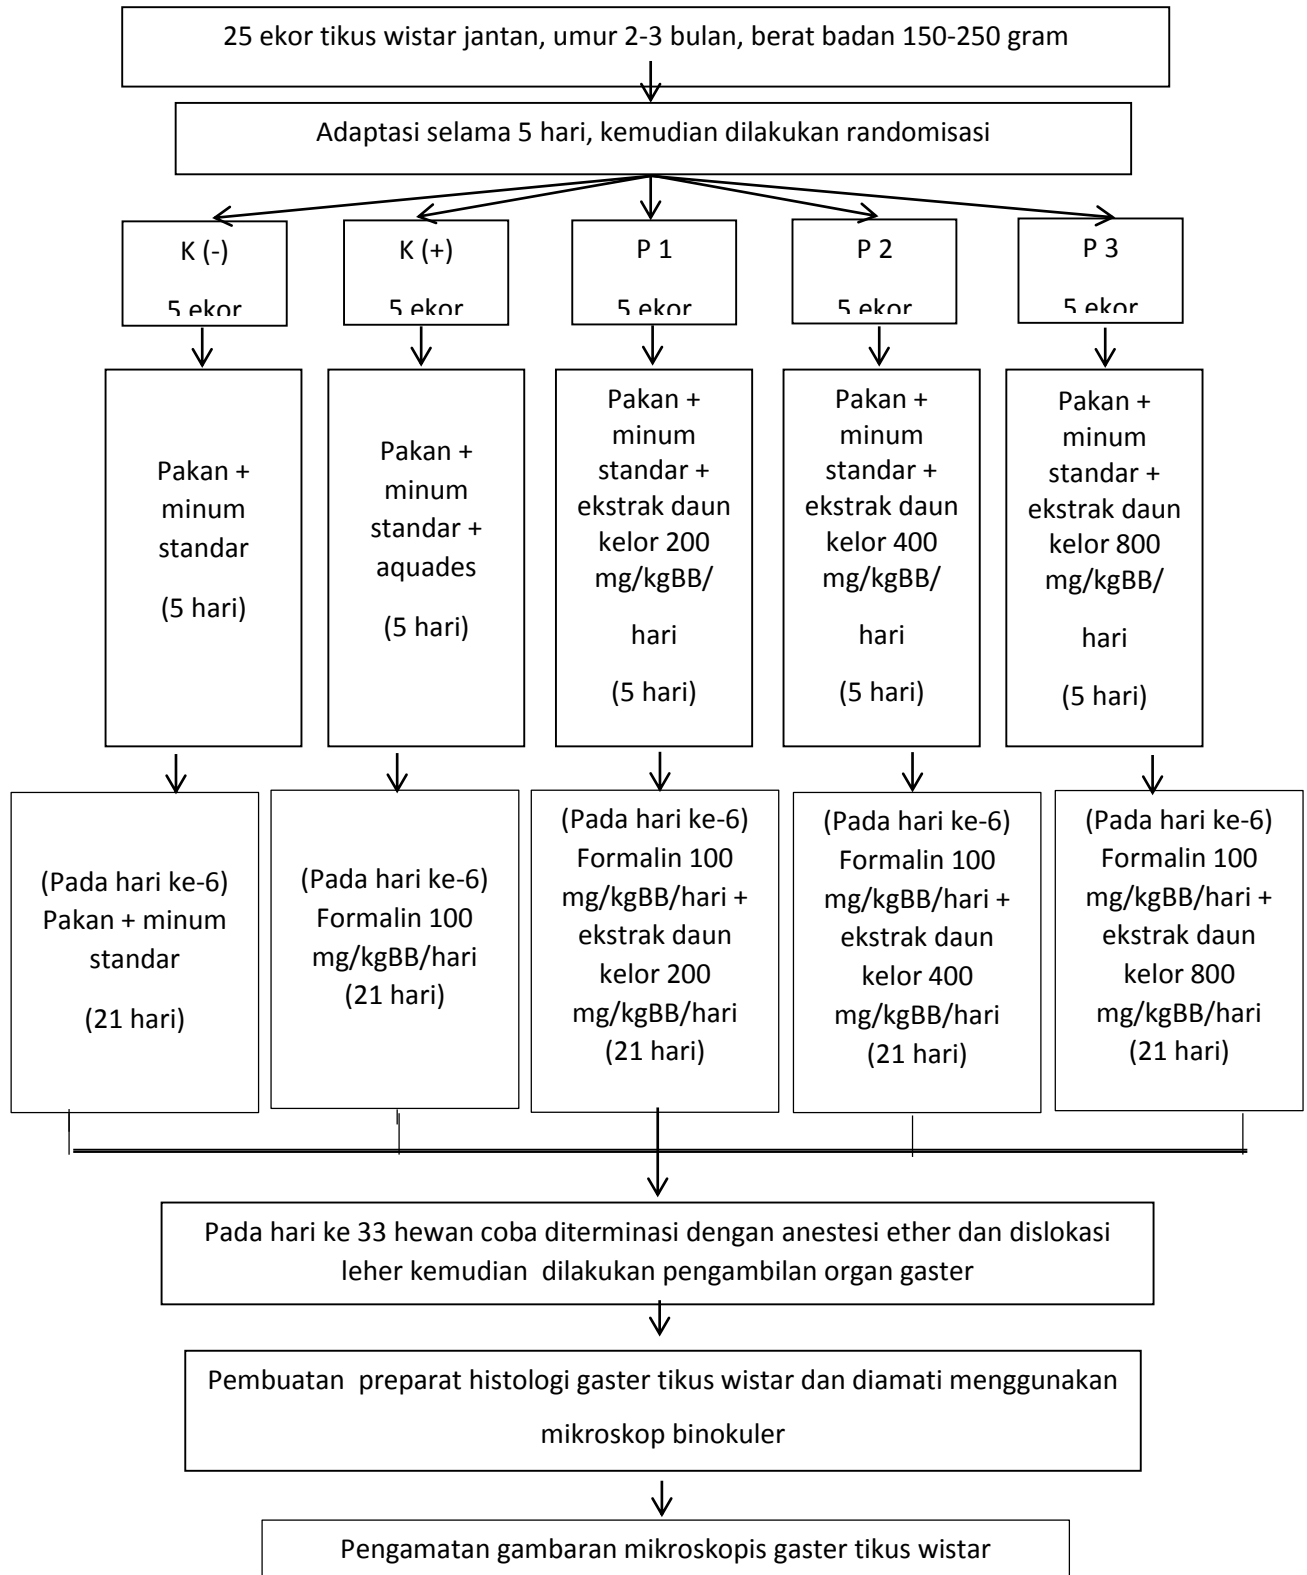 25 ekor tikus wistar jantan, umur 2-3 bulan, berat badan 150-250 gram
Adaptasi selama 5 hari, kemudian dilakukan randomisasi
K (-)
5 ekor
K (+)
5 ekor
P 1
5 ekor
P 2
5 ekor
P 3
5 ekor
Pakan +
minum
standar
(5 hari)
Pakan +
minum
standar +
aquades
(5 hari)
Pakan +
minum
standar +
ekstrak daun
kelor 200
mg/kgBB/
hari
(5 hari)
Pakan +
minum
standar +
ekstrak daun
kelor 400
mg/kgBB/
hari
(5 hari)
Pakan +
minum
standar +
ekstrak daun
kelor 800
mg/kgBB/
hari
(5 hari)
(Pada hari ke-6)
Pakan + minum
standar
(21 hari)
(Pada hari ke-6)
Formalin 100
mg/kgBB/hari
(21 hari)
(Pada hari ke-6)
Formalin 100
mg/kgBB/hari +
ekstrak daun
kelor 200
mg/kgBB/hari
(21 hari)
(Pada hari ke-6)
Formalin 100
mg/kgBB/hari +
ekstrak daun
kelor 400
mg/kgBB/hari
(21 hari)
(Pada hari ke-6)
Formalin 100
mg/kgBB/hari +
ekstrak daun
kelor 800
mg/kgBB/hari
(21 hari)
Pada hari ke 33 hewan coba diterminasi dengan anestesi ether dan dislokasi
leher kemudian dilakukan pengambilan organ gaster
Pembuatan preparat histologi gaster tikus wistar dan diamati menggunakan
mikroskop binokuler
Pengamatan gambaran mikroskopis gaster tikus wistar